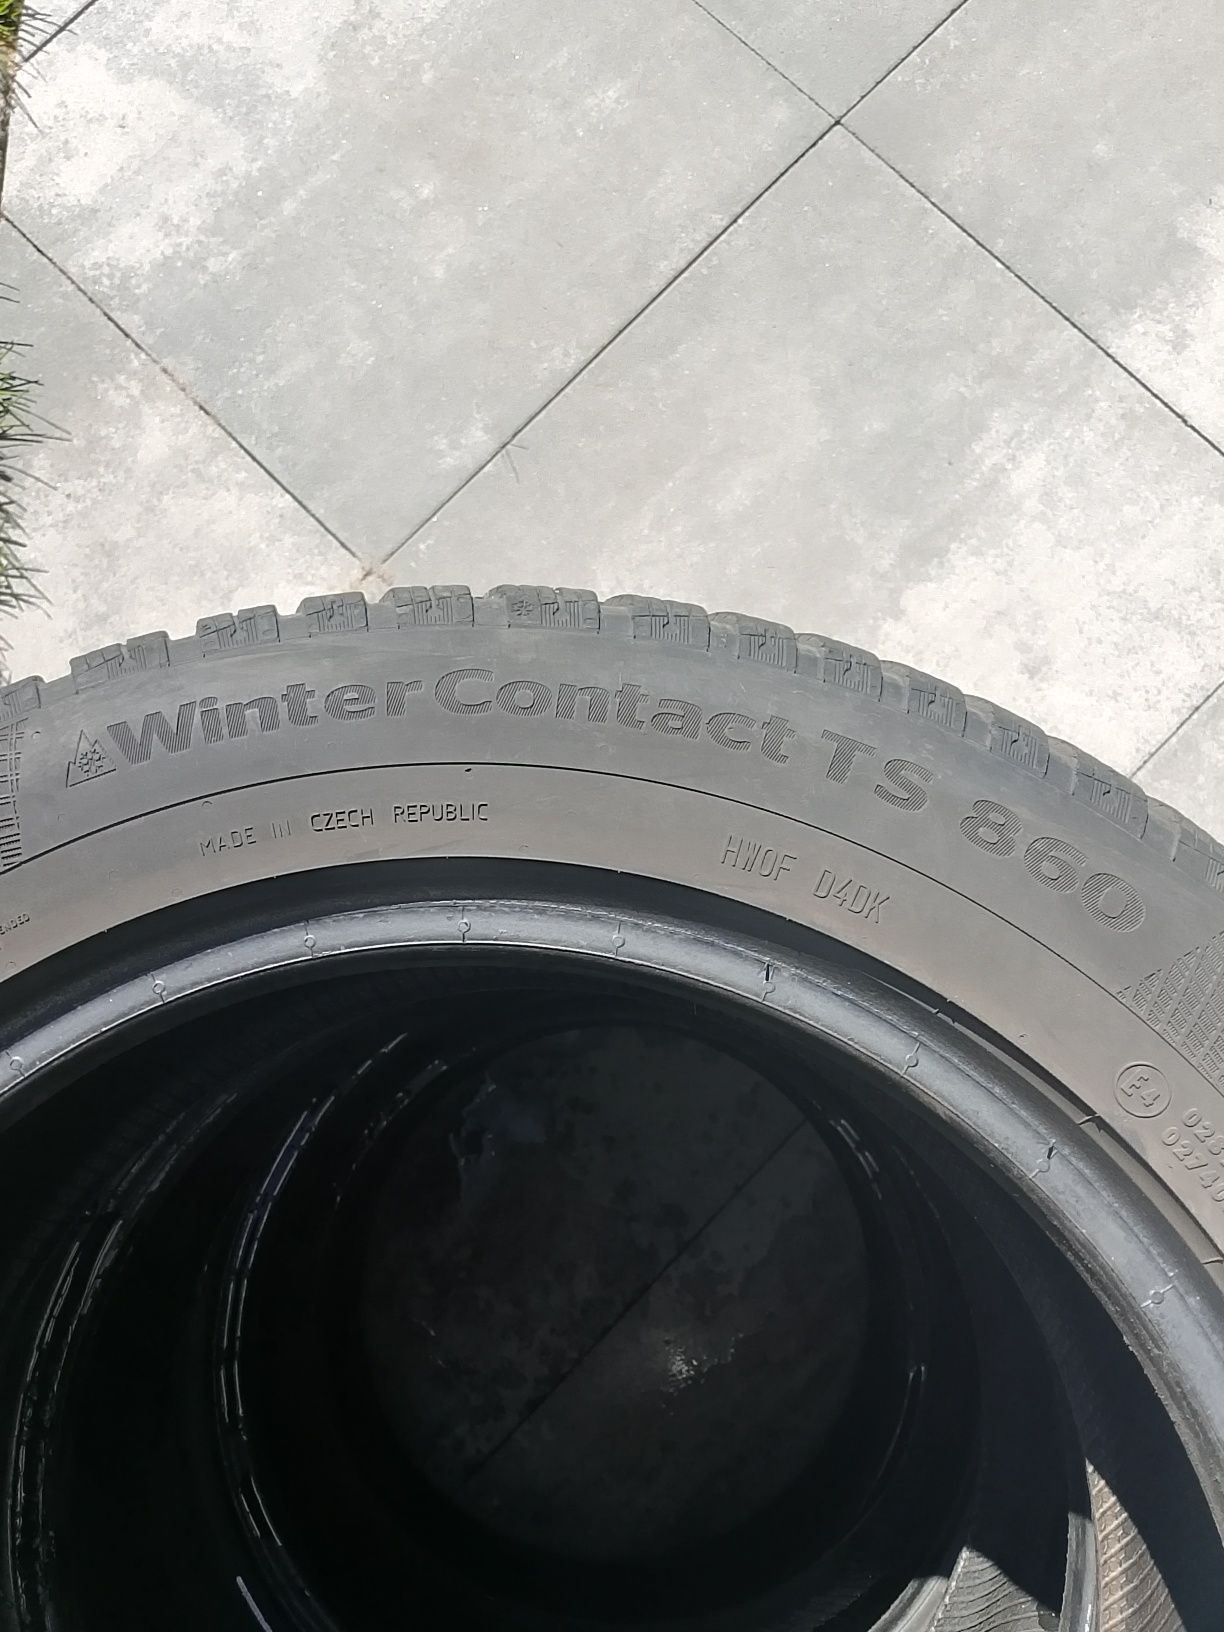 WinterContact TS 860
MADE IN CZECH REPUBLIC
HW0F D4DK
E4